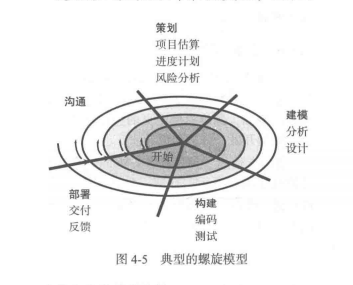 策划
项目估算
进度计划
风险分析
沟通
建模
分析
设计
开始
部署
交付
反馈
构建
编码
测试
图 4-5 典型的螺旋模型